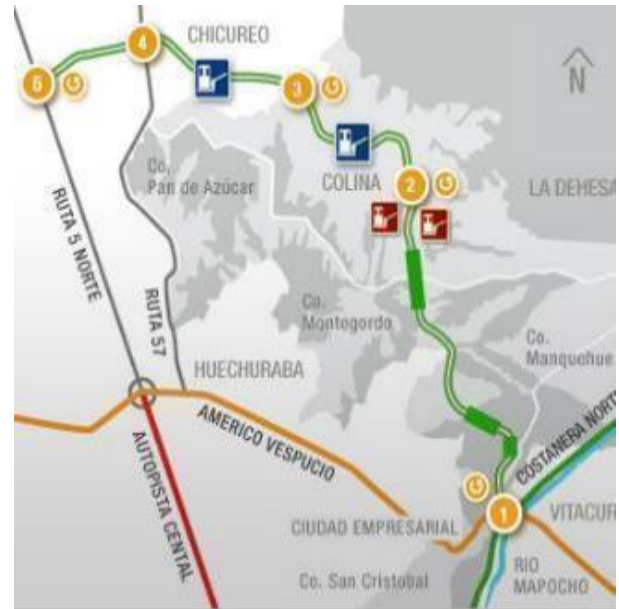 4
CHICUREO
N
5
3
Co.
Pan de Azúcar
COLINA
2
LA DEHESA
RUTA 5 NORTE
RUTA 57
Co.
Montegordo
Co.
Manquehue
HUECHURABA
AMERICO VESPUCIO
COSTANERA NORT
AUTOPISTA CENTAL
1
VITACUR
CIUDAD EMPRESARIAL
RIO
MAPOCHO
Co. San Cristobal